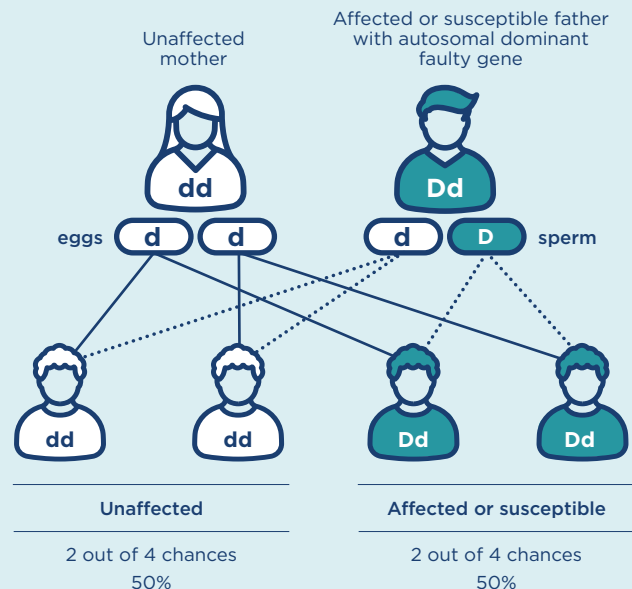 Unaffected
mother
Affected or susceptible father
with autosomal dominant
faulty gene
dd
Dd
eggs
d
d
d
D
sperm
dd
dd
Dd
Dd
Unaffected
Affected or susceptible
2 out of 4 chances
2 out of 4 chances
50%
50%